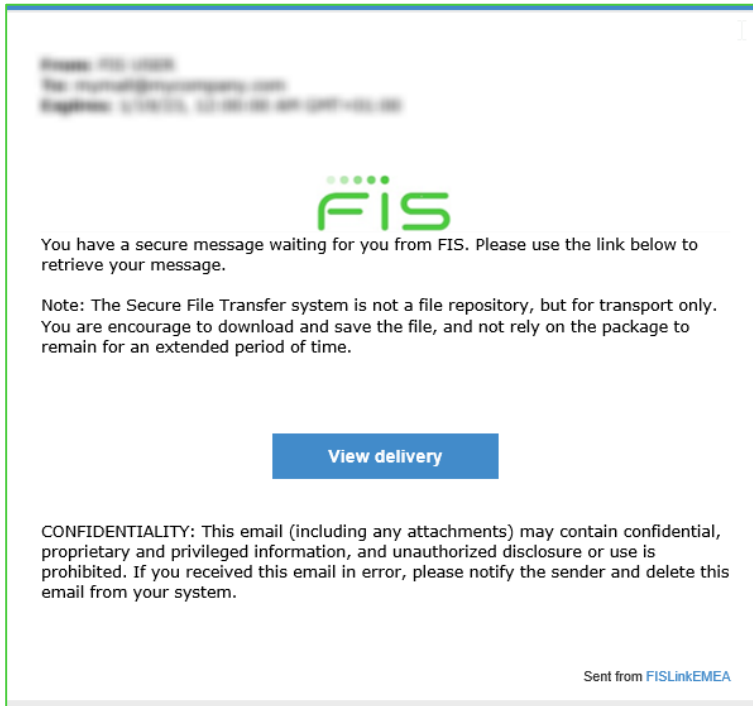 FIS
You have a secure message waiting for you from FIS. Please use the link below to
retrieve your message.
Note: The Secure File Transfer system is not a file repository, but for transport only.
You are encourage to download and save the file, and not rely on the package to
remain for an extended period of time.
View delivery
CONFIDENTIALITY: This email (including any attachments) may contain confidential,
proprietary and privileged information, and unauthorized disclosure or use is
prohibited. If you received this email in error, please notify the sender and delete this
email from your system.
Sent from FISLinkEMEA